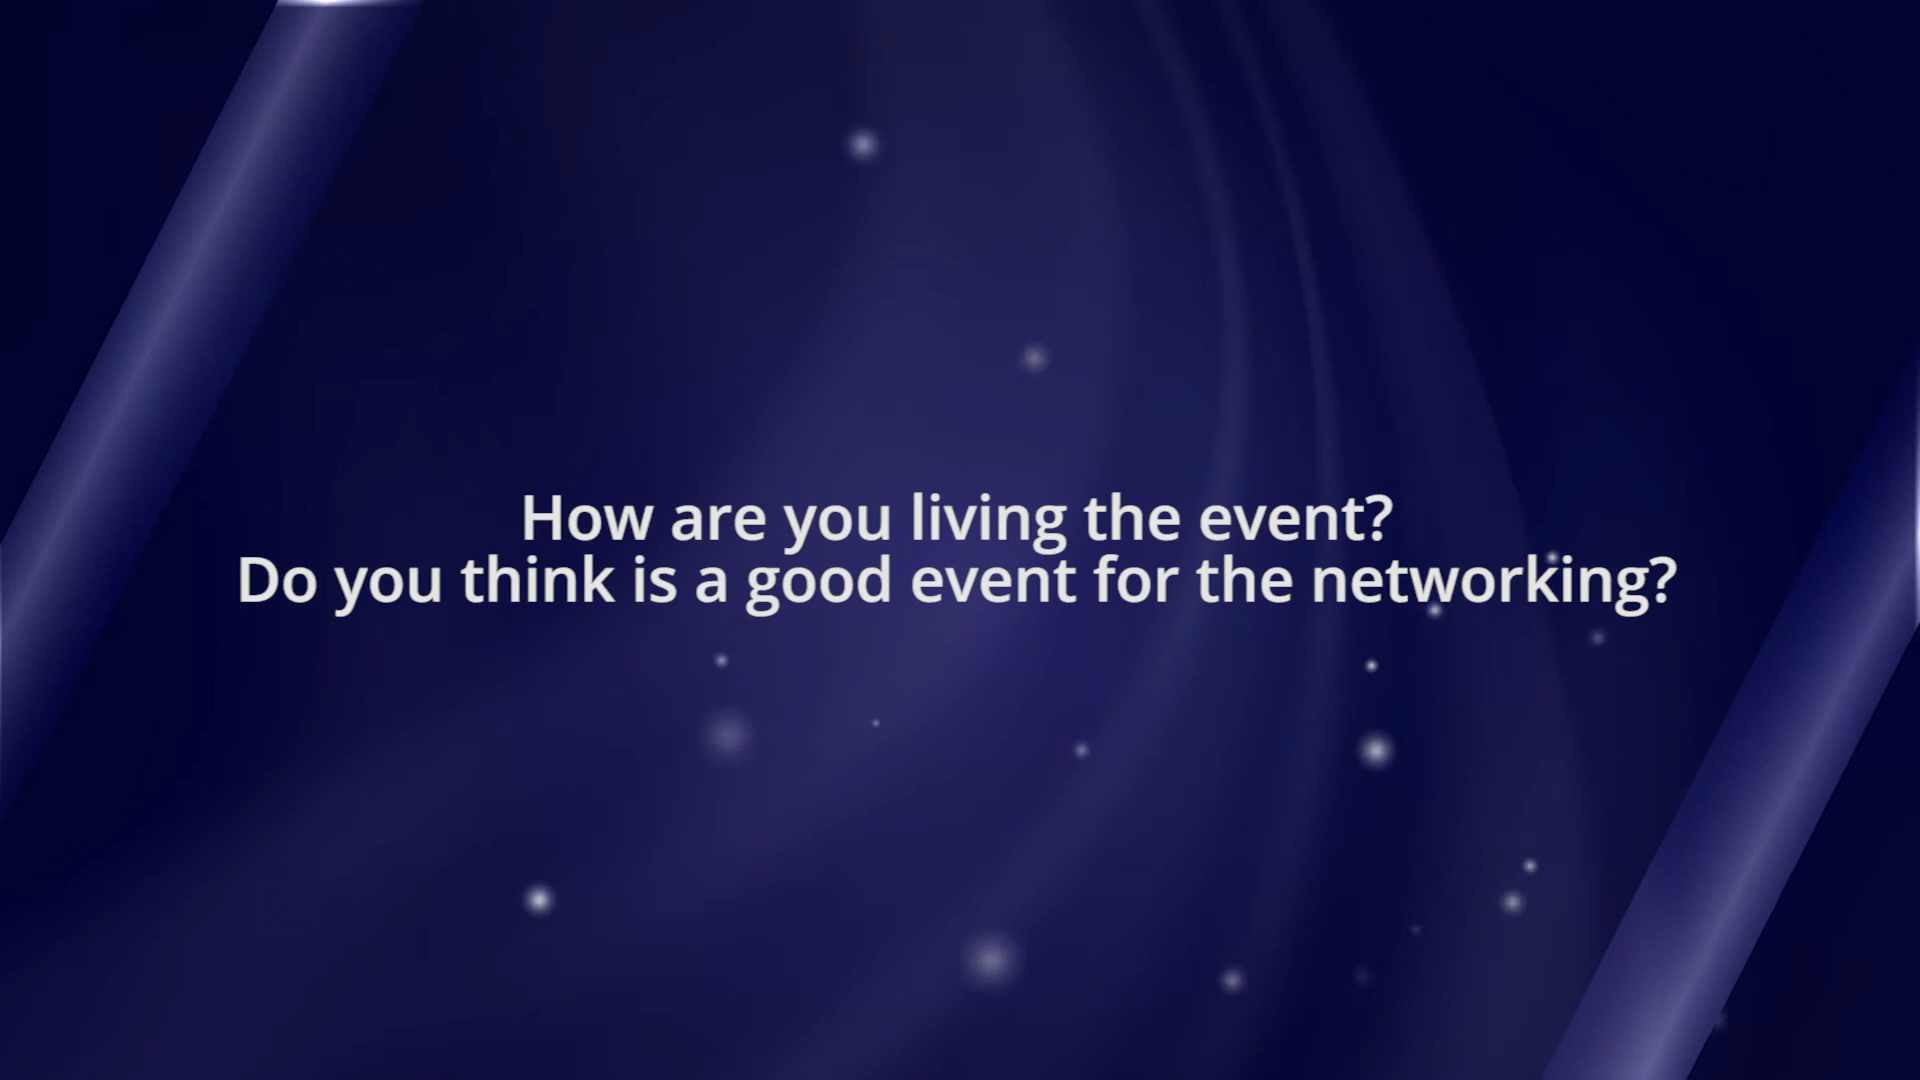 How are you living the event?
Do you think is a good event for the networking?